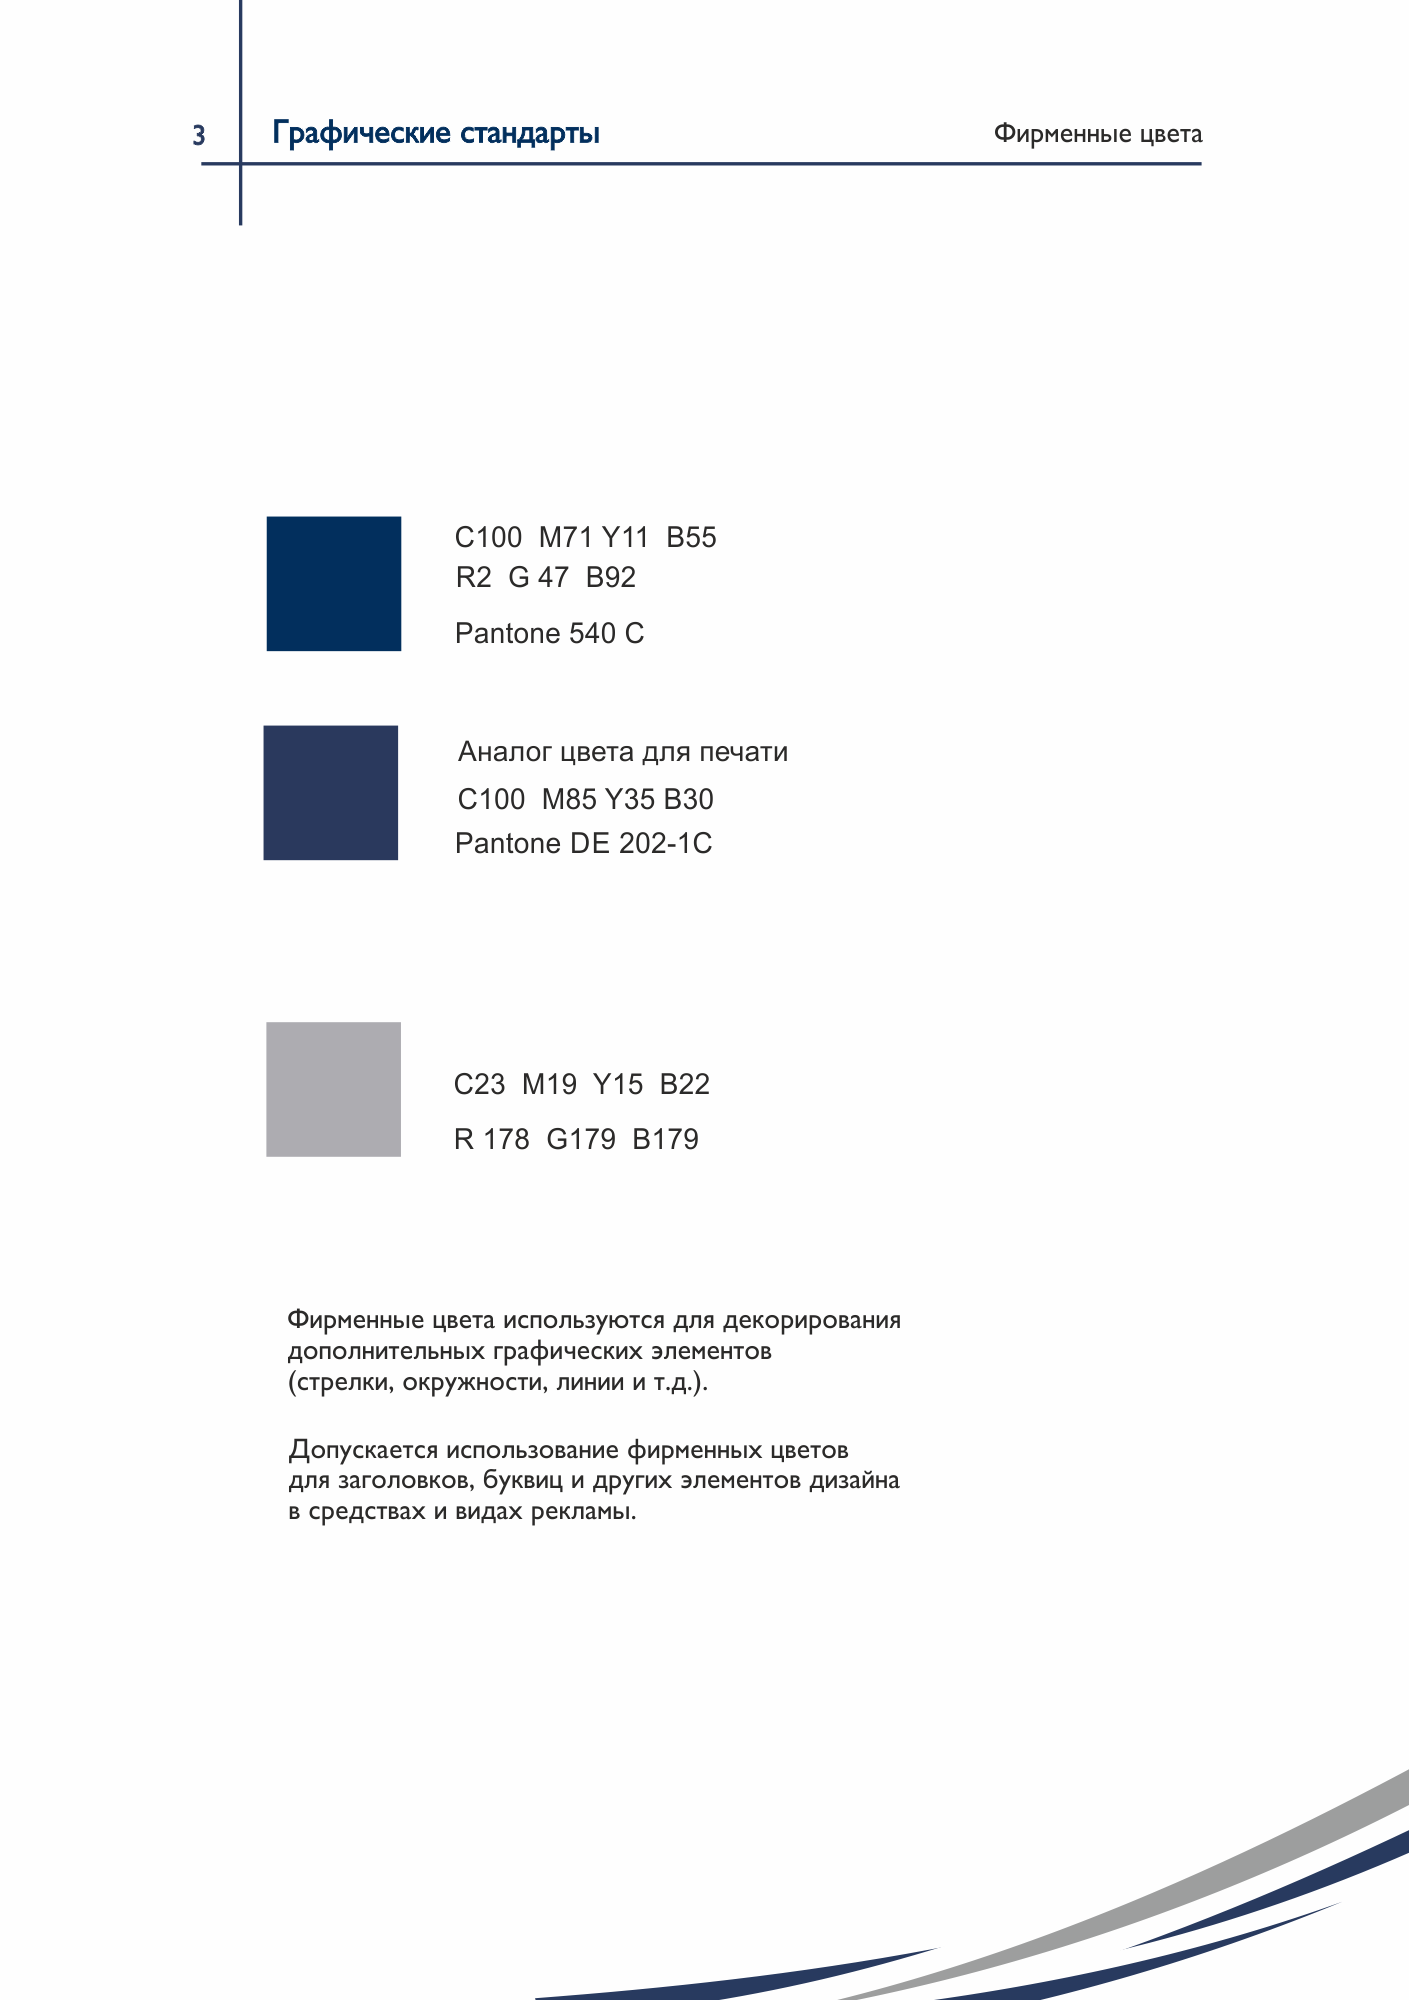 3 Графические стандарты Фирменные цвета
C100 M71 Y11 B55
R2 G 47 B92
Pantone 540 C
Аналог цвета для печати
C100 M85 Y35 B30
Pantone DE 202-1C
C23 M19 Y15 B22
R 178 G179 B179
Фирменные цвета используются для декорирования
дополнительных графических элементов
(стрелки, окружности, линии и т.д.).
Допускается использование фирменных цветов
для заголовков, буквиц и других элементов дизайна
в средствах и видах рекламы.